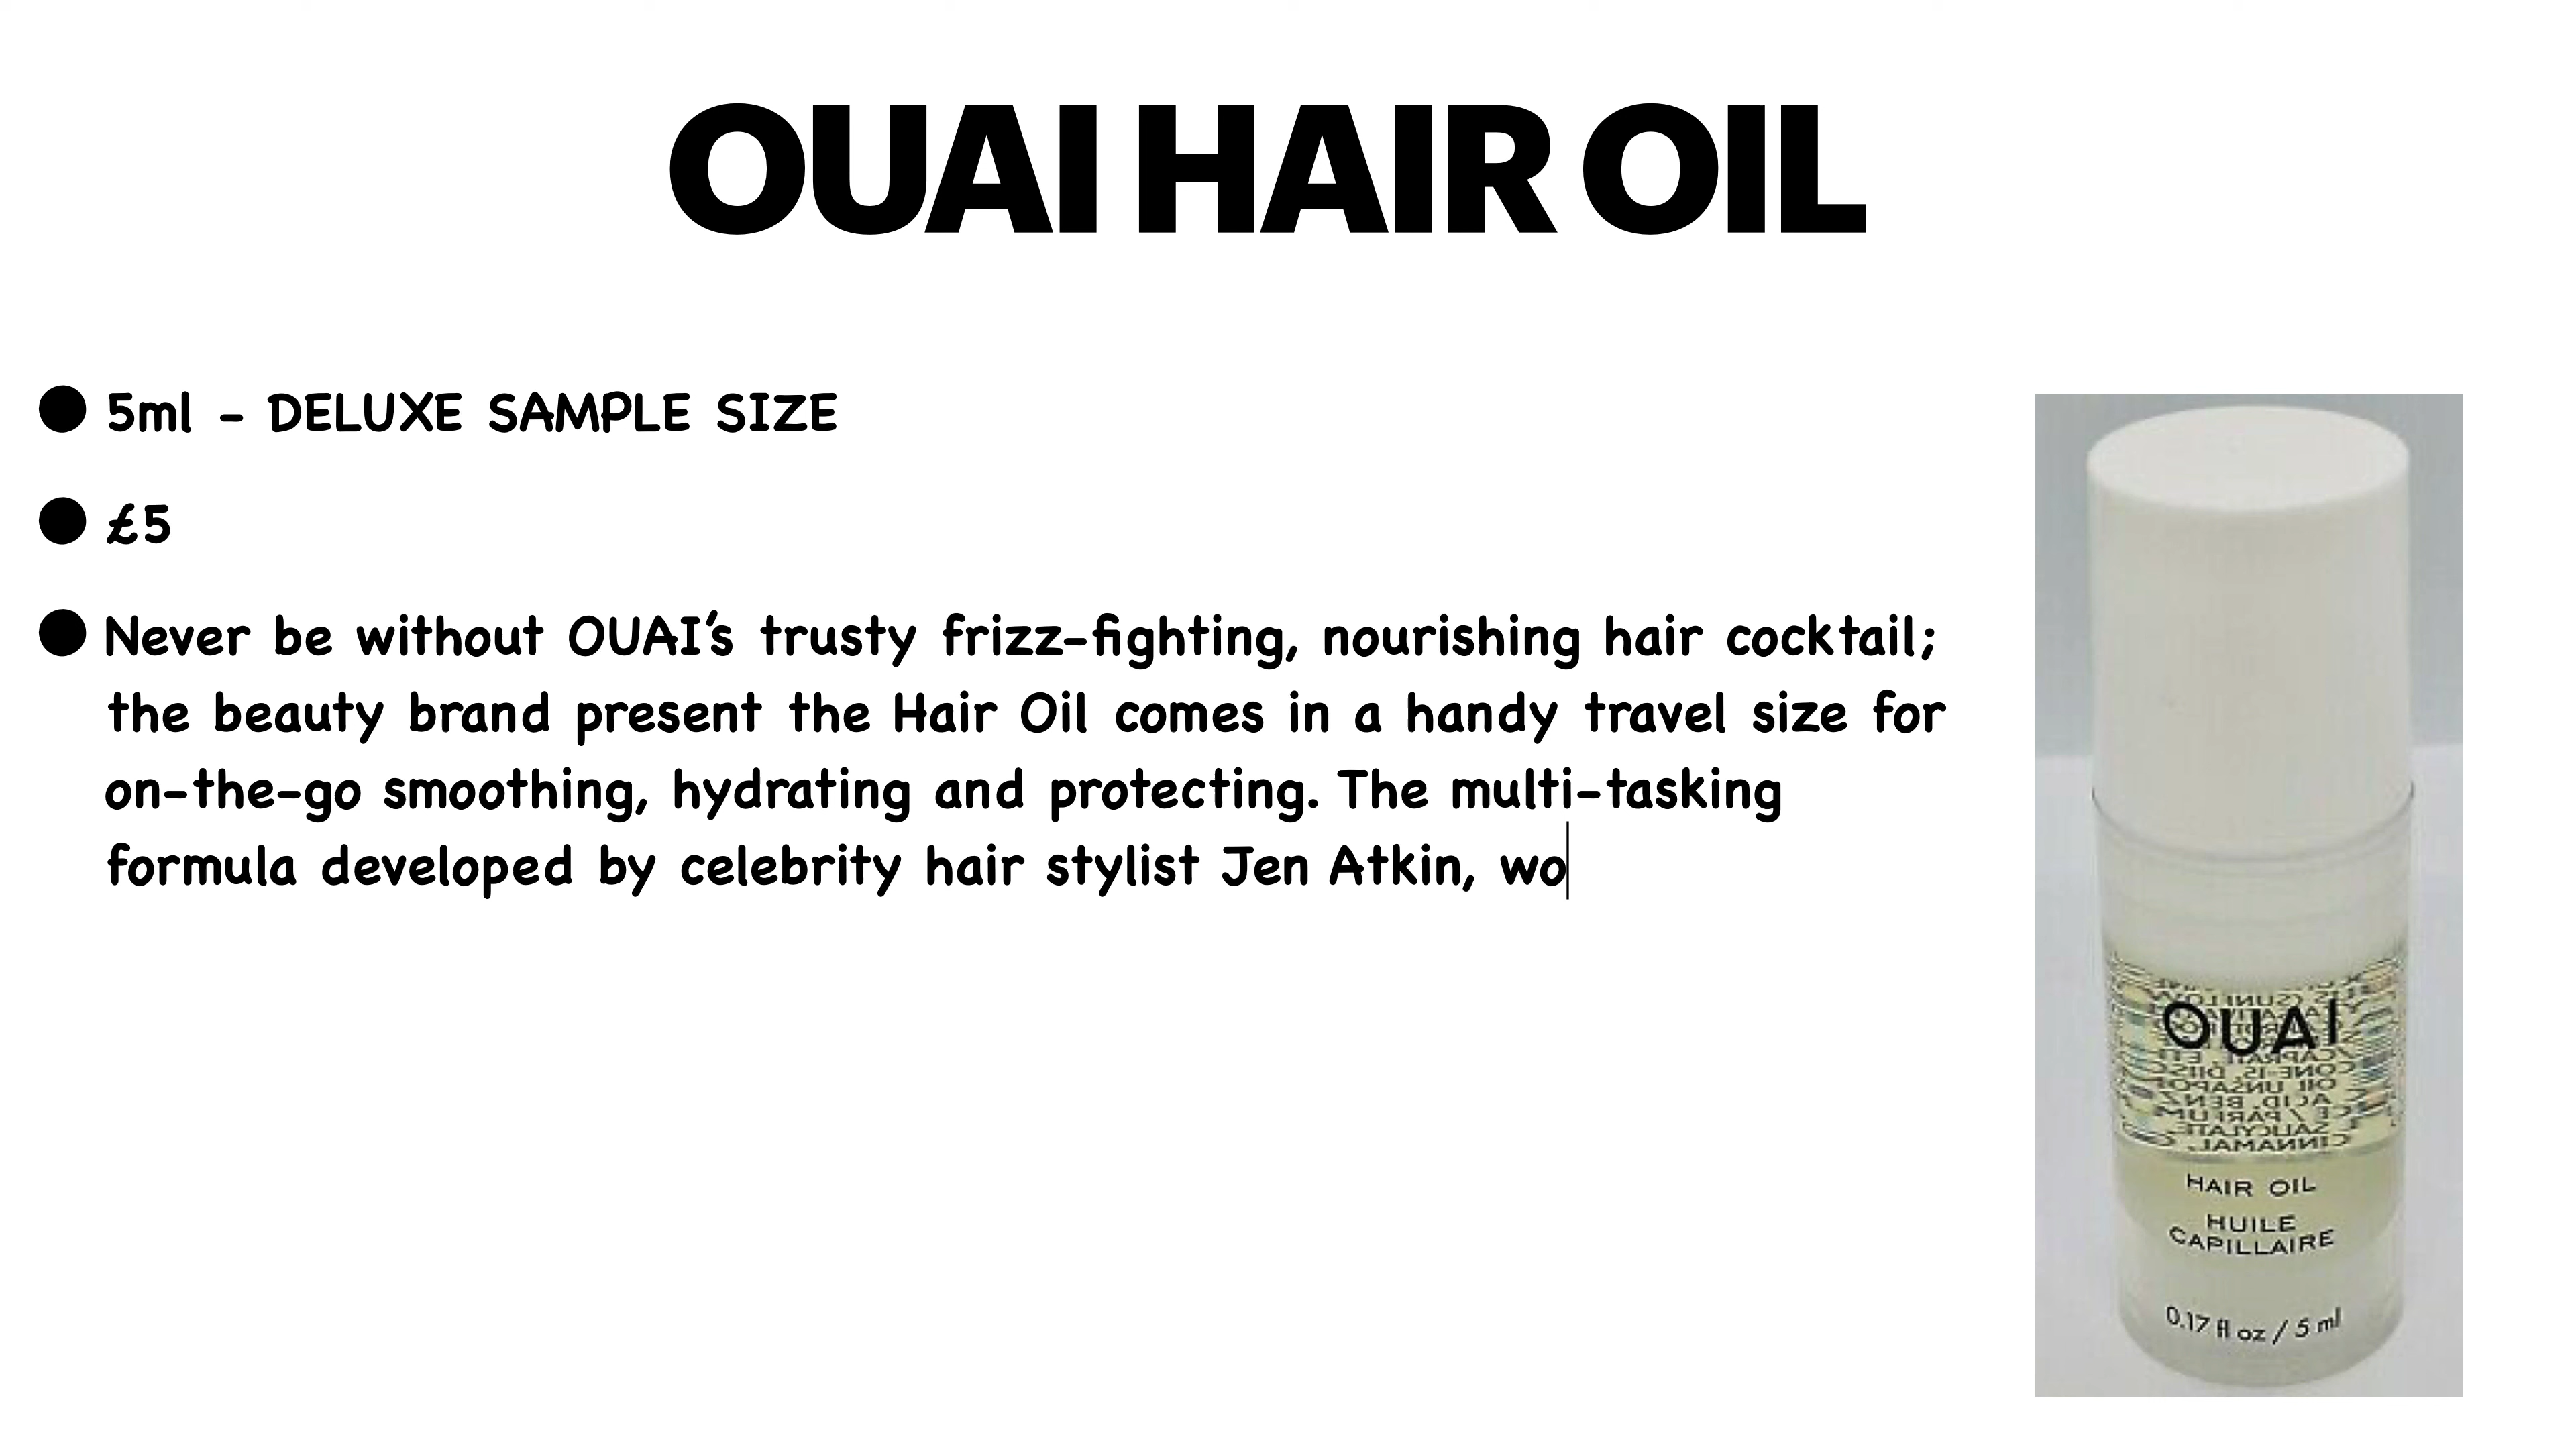 OUAI HAIR OIL
5ml - DELUXE SAMPLE SIZE
£5
Never be without OUAI's trusty frizz-fighting, nourishing hair cocktail;
the beauty brand present the Hair Oil comes in a handy travel size for
on-the-go smoothing, hydrating and protecting. The multi-tasking
formula developed by celebrity hair stylist Jen Atkin, wo
OUAI
HAIR OIL
HUILE
CAPILLAIRE
0.17 fl oz / 5 ml